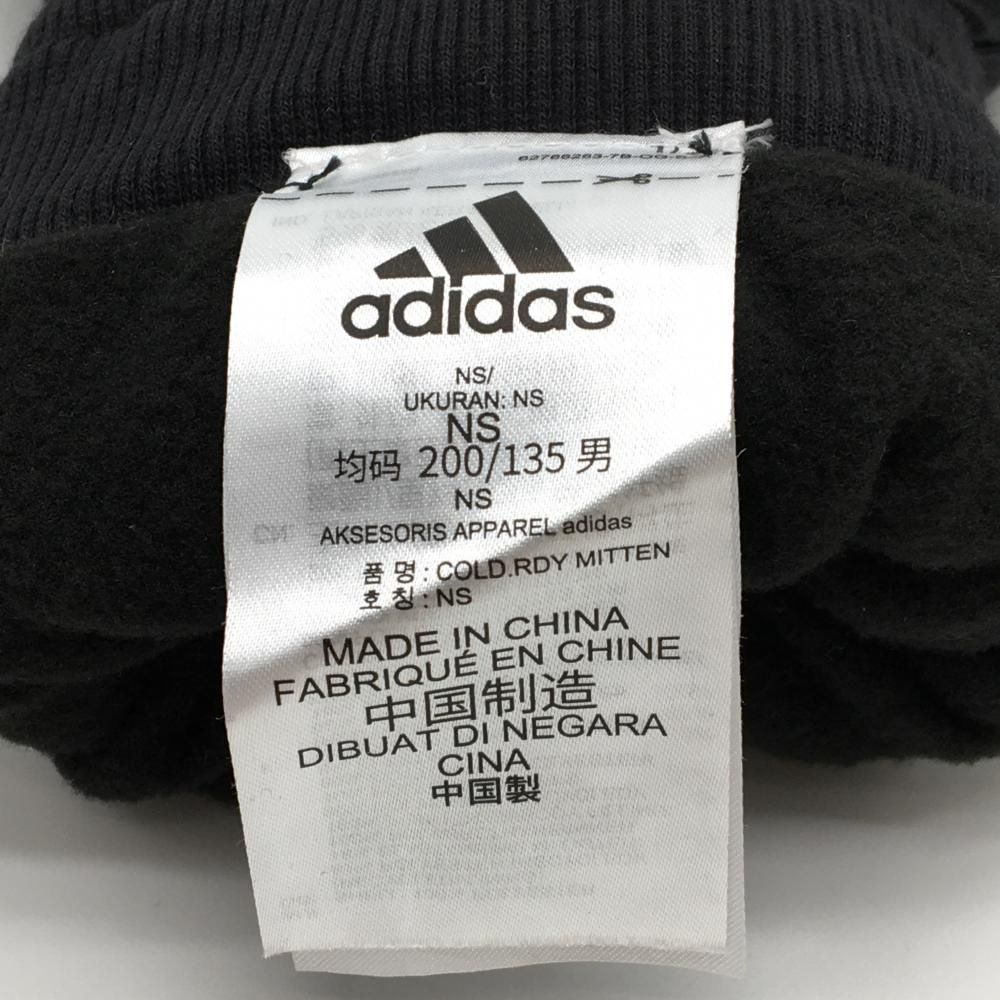 adidas
NS/
UKURAN: NS
NS
均码 200/135 男
NS
AKSESORIS APPAREL adidas
품 명 : COLD.RDY MITTEN
호 칭 : NS
MADE IN CHINA
FABRIQUÉ EN CHINE
中国制造
DIBUAT DI NEGARA
CINA
中国製